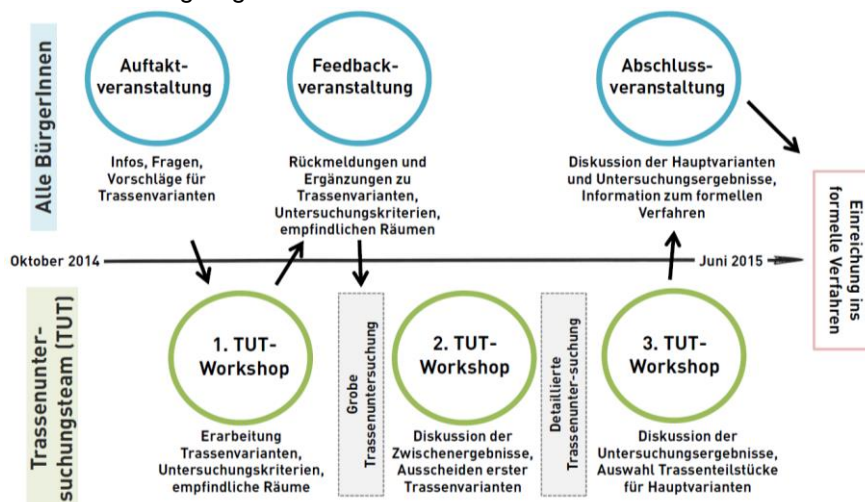 Alle BürgerInnen
Auftakt-
veranstaltung
Infos, Fragen,
Vorschläge für
Trassenvarianten
Feedback-
veranstaltung
Rückmeldungen und
Ergänzungen zu
Trassenvarianten,
Untersuchungskriterien,
empfindlichen Räumen
Abschluss-
veranstaltung
Diskussion der Hauptvarianten
und Untersuchungsergebnisse,
Information zum formellen
Verfahren
Einreichung ins
formelle Verfahren
Oktober 2014
Juni 2015
Trassenunter-
suchungsteam (TUT)
1. TUT-
Workshop
Erarbeitung
Trassenvarianten,
Untersuchungskriterien,
empfindliche Räume
Grobe
Trassenuntersuchung
2. TUT-
Workshop
Diskussion der
Zwischenergebnisse,
Ausscheiden erster
Trassenvarianten
Detaillierte
Trassenunter-suchung
3. TUT-
Workshop
Diskussion der
Untersuchungsergebnisse,
Auswahl Trassenteilstücke
für Hauptvarianten